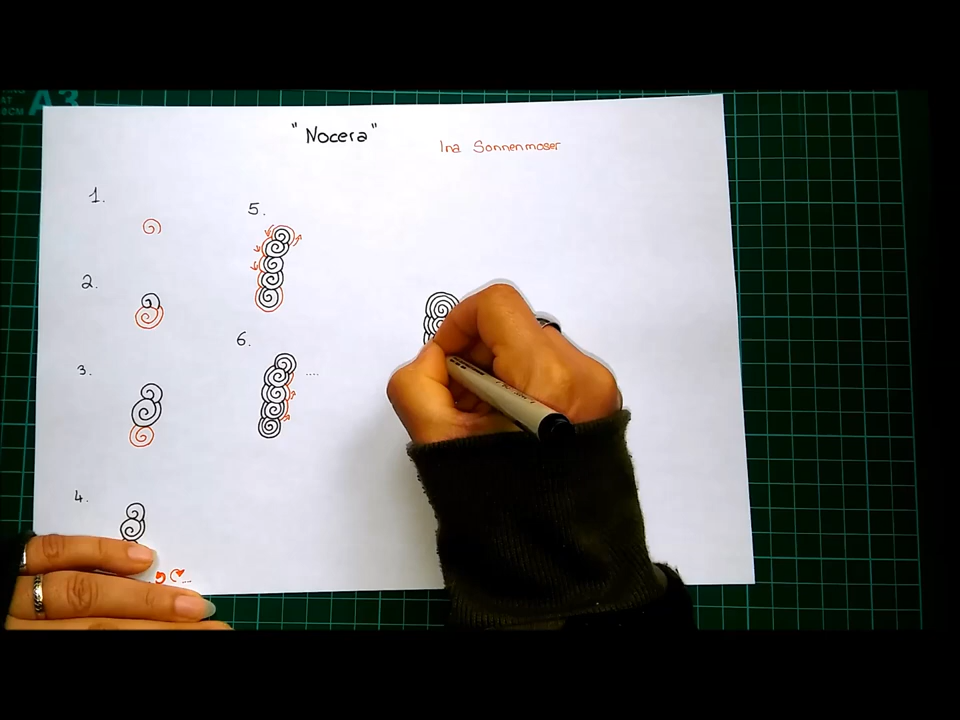 A3
"Nocera"
Ina Sonnenmoser
1.
2.
3.
4.
...
5.
6.
....